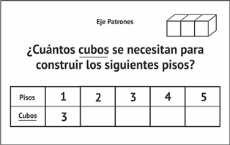 Eje Patrones
¿Cuántos cubos se necesitan para
construir los siguientes pisos?
Pisos 1 2 3 4 5
Cubos 3